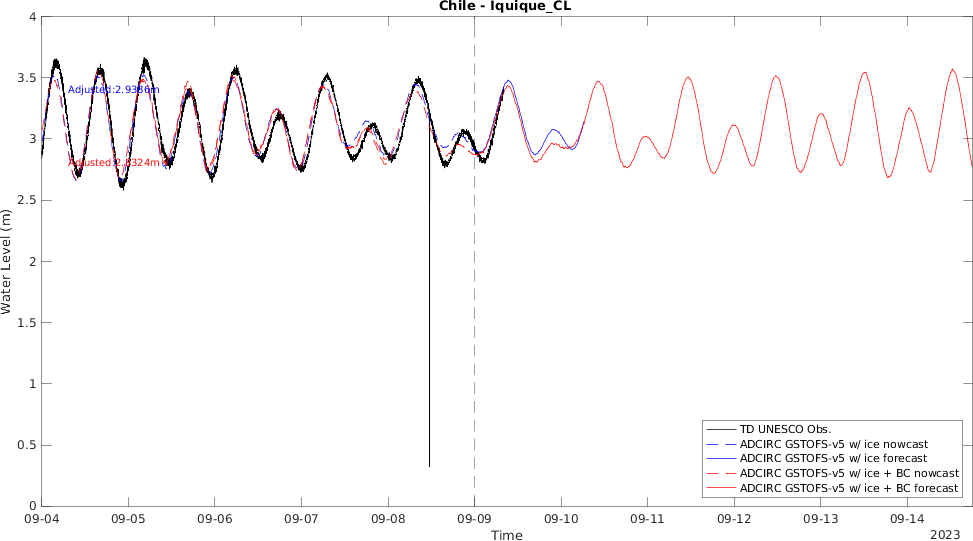 Chile - Iquique_CL
4
3.5
3
2.5
2
1.5
1
0.5
0
Water Level (m)
Adjusted:2.9386m
TD UNESCO Obs.
ADCIRC GSTOFS-v5 w/ ice nowcast
ADCIRC GSTOFS-v5 w/ ice forecast
ADCIRC GSTOFS-v5 w/ ice + BC nowcast
ADCIRC GSTOFS-v5 w/ ice + BC forecast
09-04 09-05 09-06 09-07 09-08 09-09 09-10 09-11 09-12 09-13 09-14
Time
2023